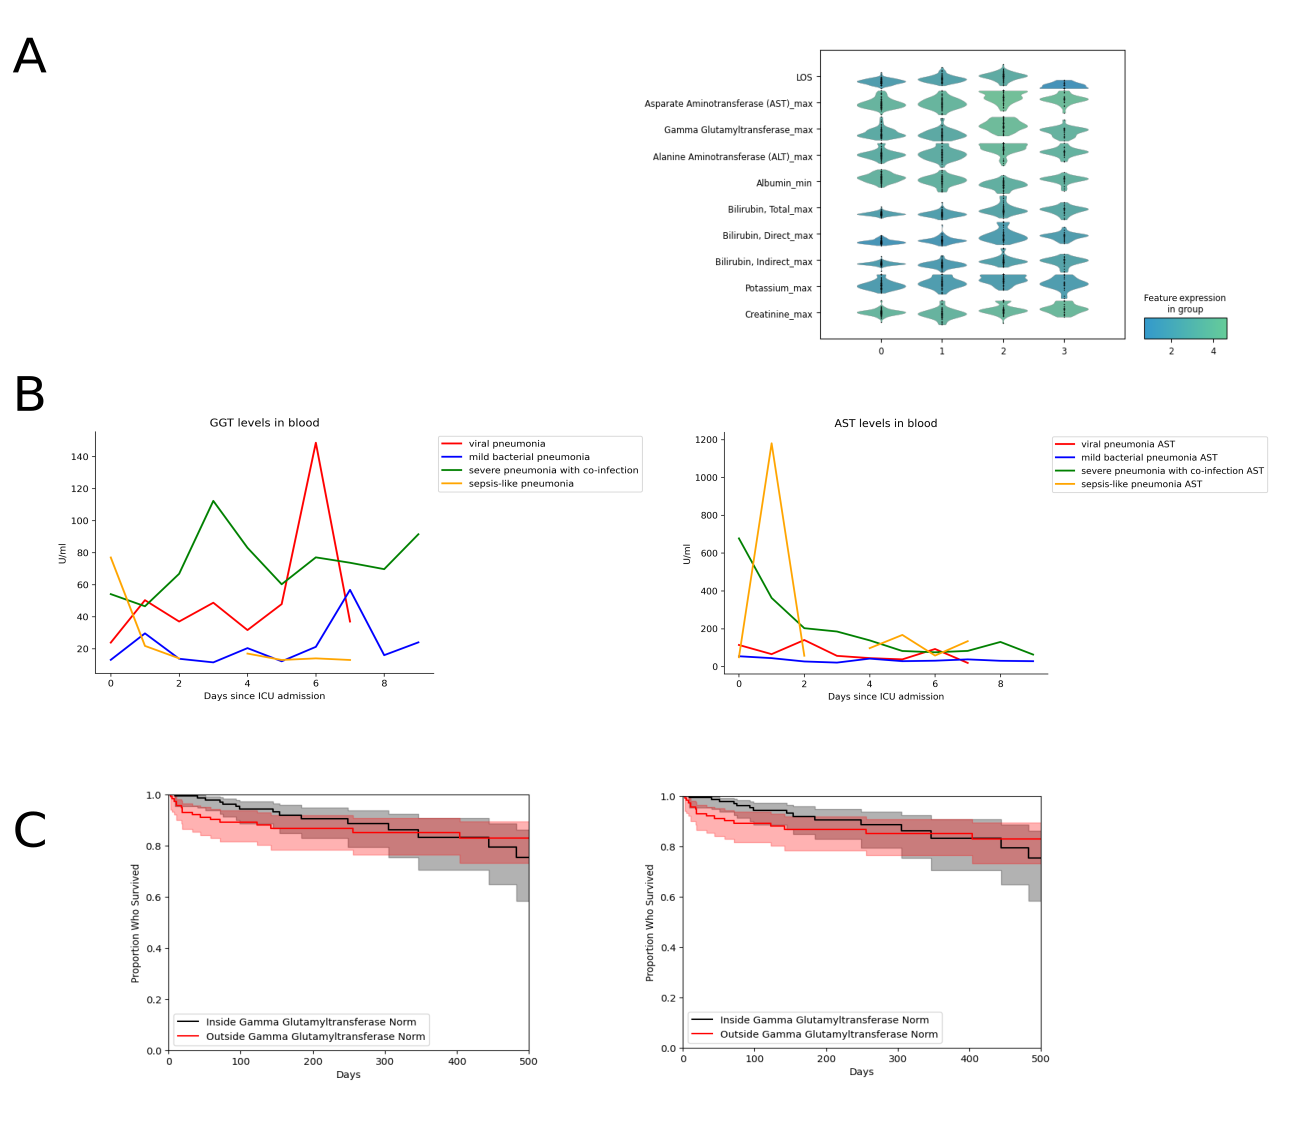 A
LOS
Asparate Aminotransferase (AST)_max
Gamma Glutamyltransferase_max
Alanine Aminotransferase (ALT)_max
Albumin_min
Bilirubin, Total_max
Bilirubin, Direct_max
Bilirubin, Indirect_max
Potassium_max
Creatinine_max
0 1 2 3
Feature expression
in group
2 4
B
GGT levels in blood
U/ml
140
120
100
80
60
40
20
0 2 4 6 8
Days since ICU admission
viral pneumonia
mild bacterial pneumonia
severe pneumonia with co-infection
sepsis-like pneumonia
AST levels in blood
U/ml
1200
1000
800
600
400
200
0
0 2 4 6 8
Days since ICU admission
viral pneumonia AST
mild bacterial pneumonia AST
severe pneumonia with co-infection AST
sepsis-like pneumonia AST
C
Proportion Who Survived
1.0
0.8
0.6
0.4
0.2
0.0
Inside Gamma Glutamyltransferase Norm
Outside Gamma Glutamyltransferase Norm
0 100 200 300 400 500
Days
Proportion Who Survived
1.0
0.8
0.6
0.4
0.2
0.0
Inside Gamma Glutamyltransferase Norm
Outside Gamma Glutamyltransferase Norm
0 100 200 300 400 500
Days